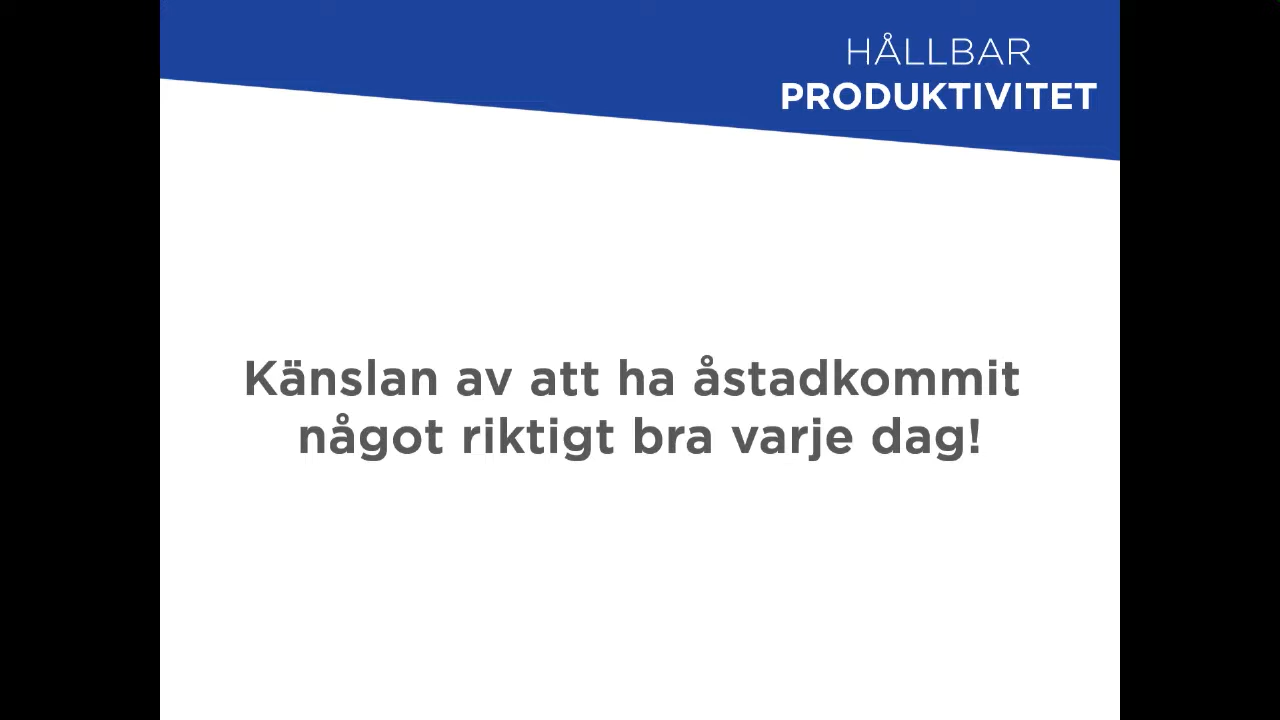 HÅLLBAR
PRODUKTIVITET
Känslan av att ha åstadkommit
något riktigt bra varje dag!